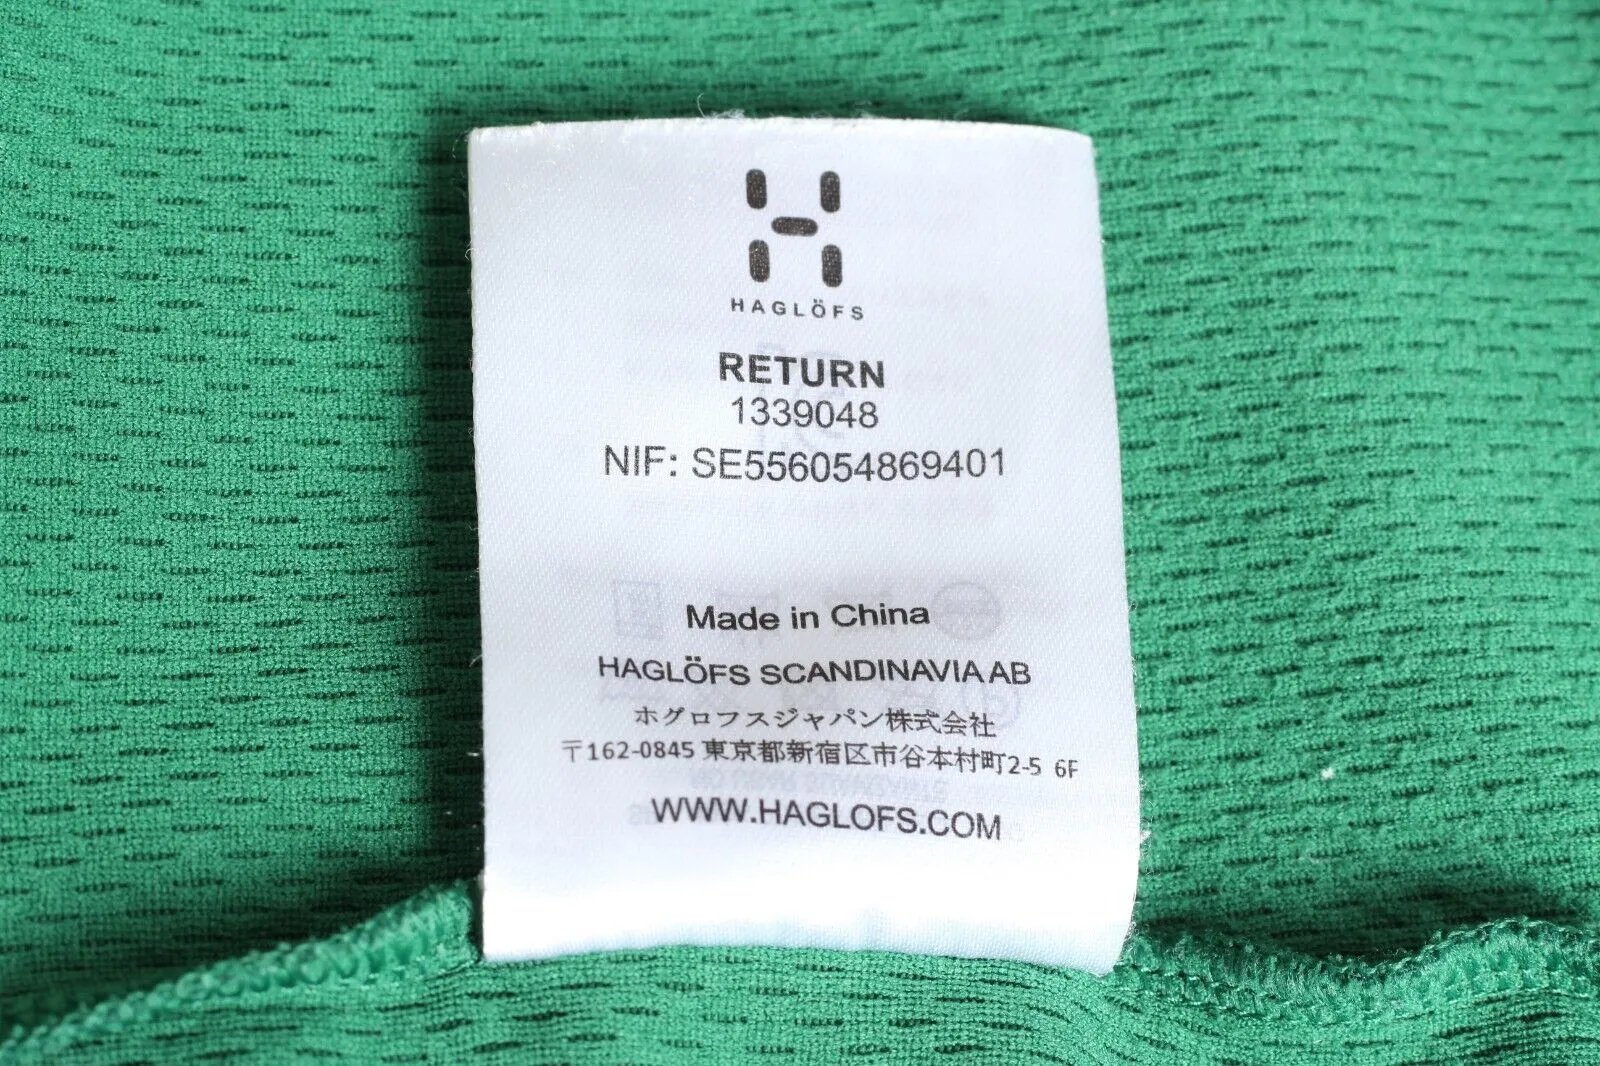 HAGLÖFS
RETURN
1339048
NIF: SE556054869401
Made in China
HAGLÖFS SCANDINAVIA AB
ホグロフスジャパン株式会社
〒162-0845 東京都新宿区市谷本村町2-5 6F
WWW.HAGLOFS.COM